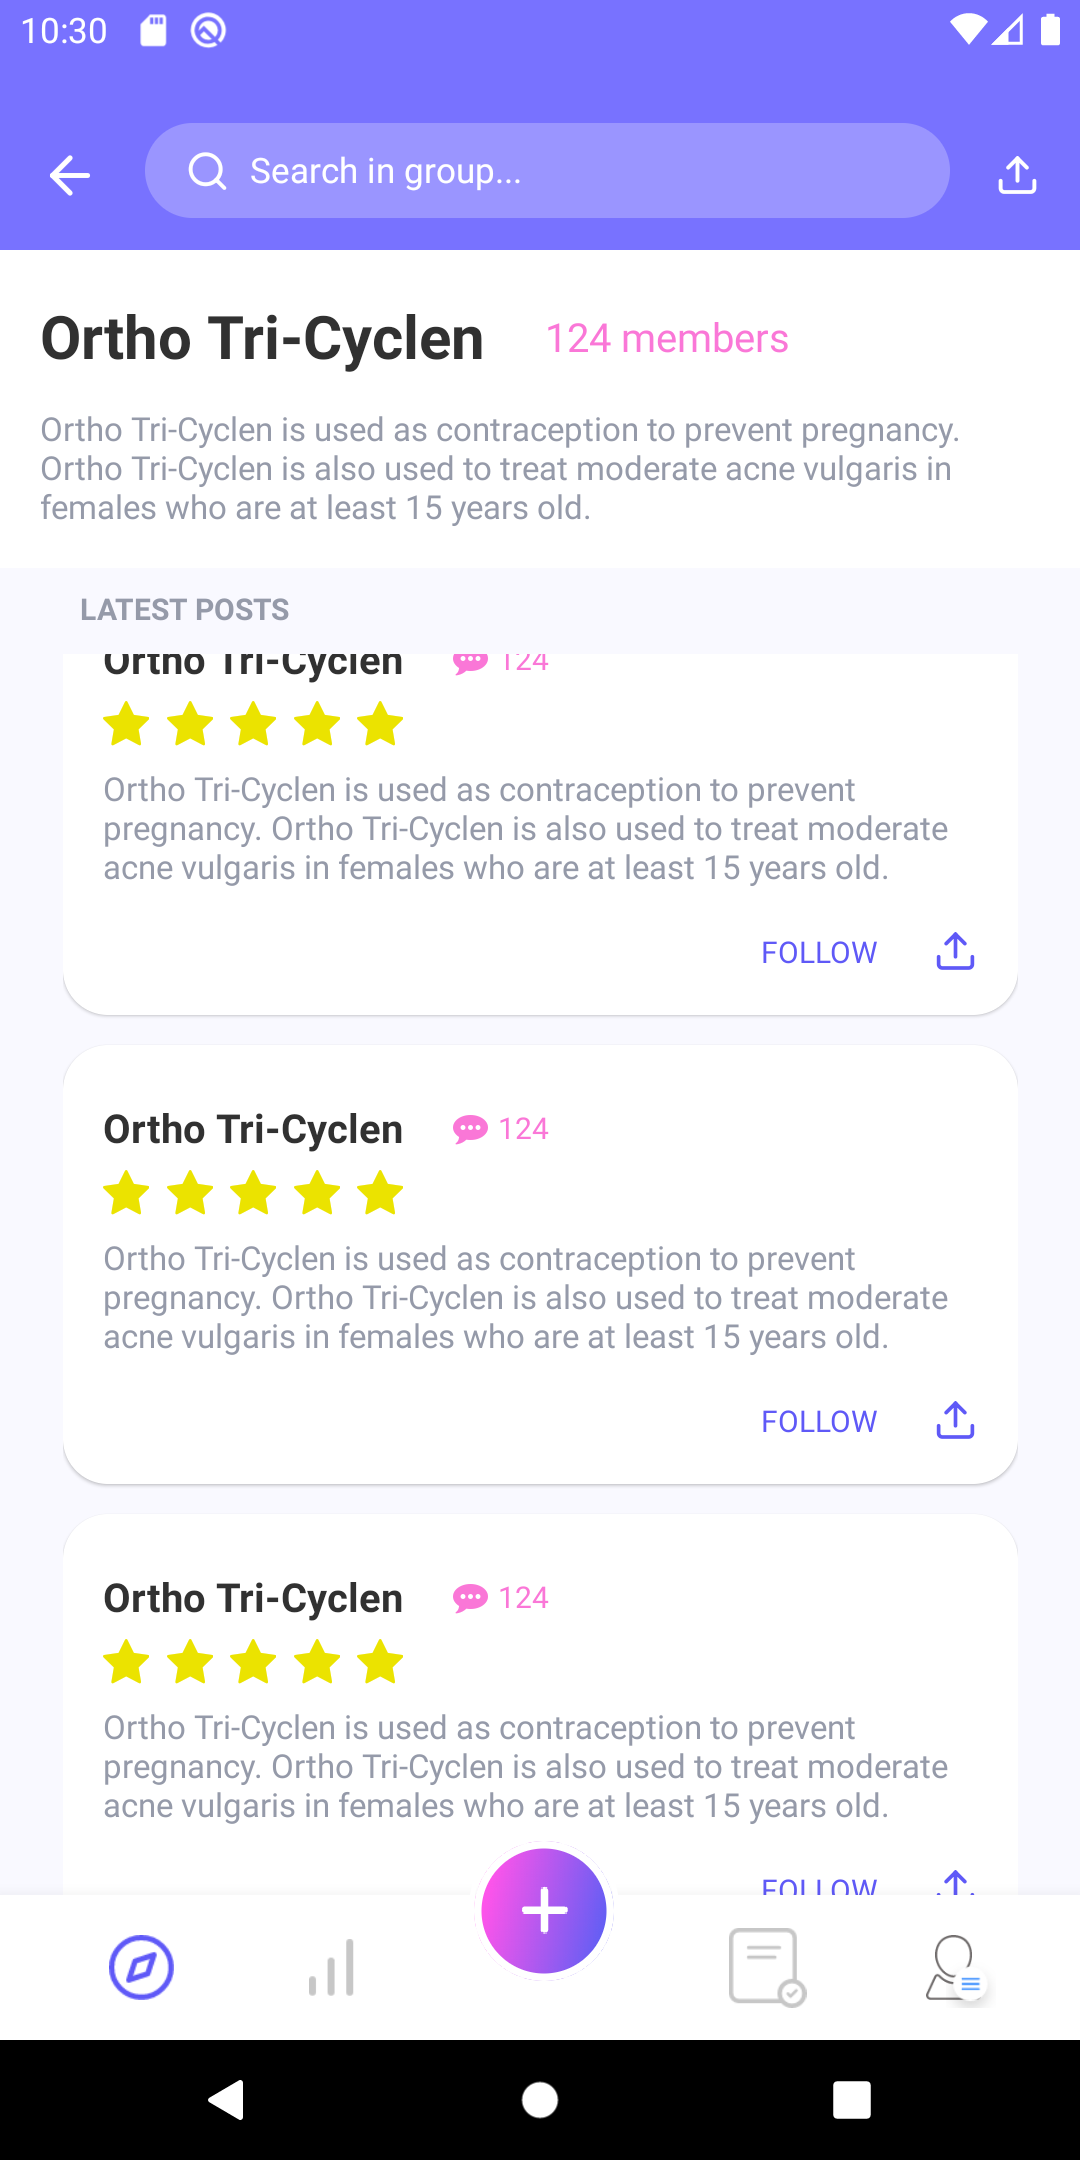 10:30
Search in group...
Ortho Tri-Cyclen 124 members
Ortho Tri-Cyclen is used as contraception to prevent pregnancy.
Ortho Tri-Cyclen is also used to treat moderate acne vulgaris in
females who are at least 15 years old.
LATEST POSTS
Ortho Tri-Cyclen 124
Ortho Tri-Cyclen is used as contraception to prevent
pregnancy. Ortho Tri-Cyclen is also used to treat moderate
acne vulgaris in females who are at least 15 years old.
FOLLOW
Ortho Tri-Cyclen 124
Ortho Tri-Cyclen is used as contraception to prevent
pregnancy. Ortho Tri-Cyclen is also used to treat moderate
acne vulgaris in females who are at least 15 years old.
FOLLOW
Ortho Tri-Cyclen 124
Ortho Tri-Cyclen is used as contraception to prevent
pregnancy. Ortho Tri-Cyclen is also used to treat moderate
acne vulgaris in females who are at least 15 years old.
FOLLOW